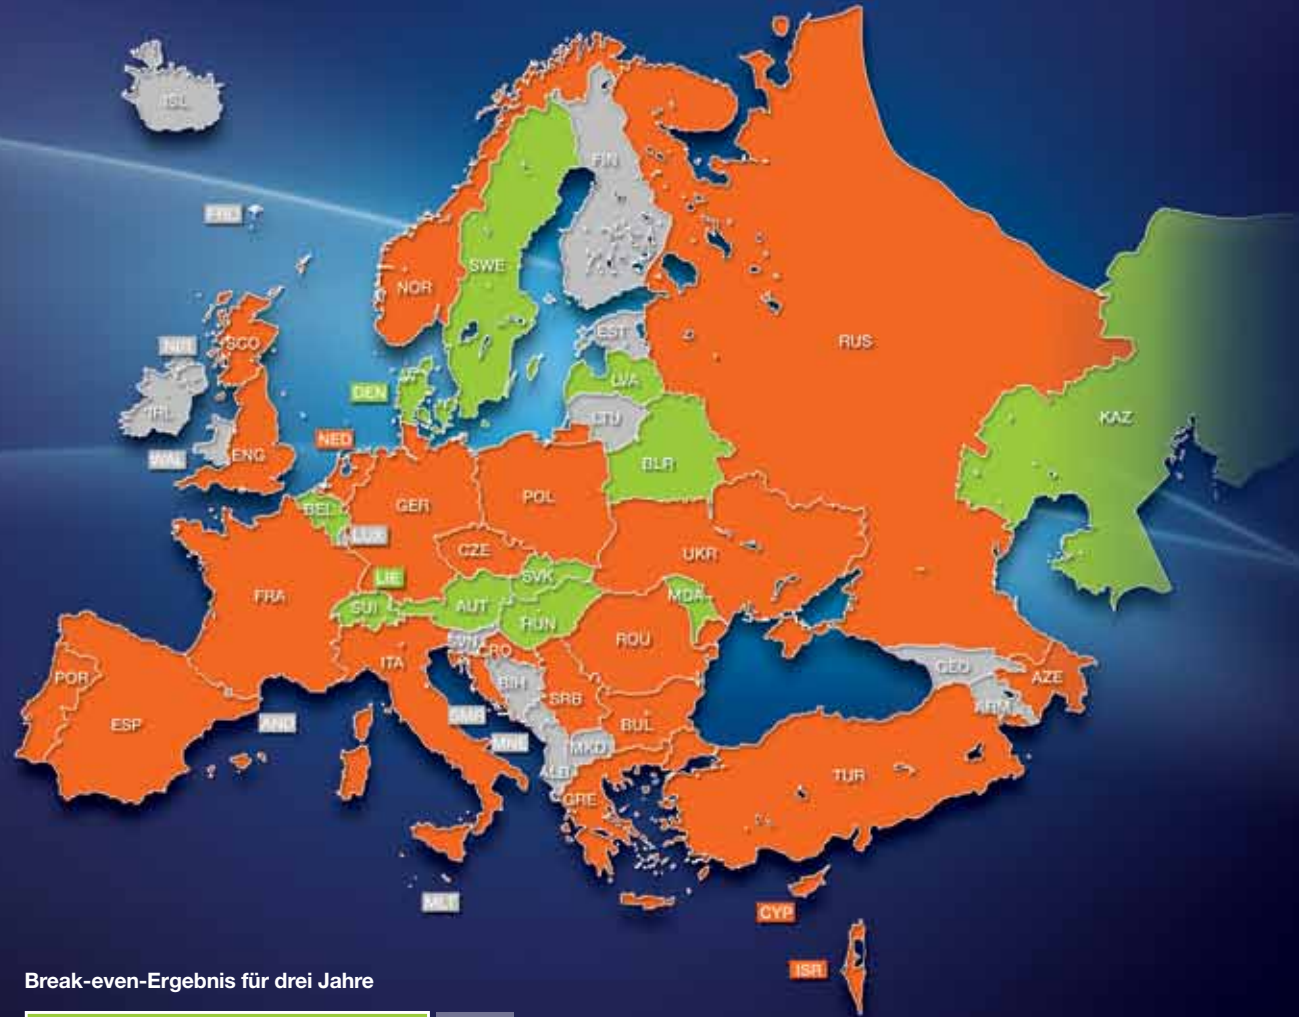 ISL
FIN
FRO
SWE
NOR
RUS
EST
NIR
SCO
LVA
DEN
IRL
LTU
KAZ
NED
WAL
ENG
BLR
POL
GER
BEL
LUX
CZE
UKR
LIE
SVK
FRA
SUI
AUT
MDA
HUN
ROU
SVN
CRO
ITA
GEO
POR
BIH
SRB
AZE
ARM
ESP
SMR
AND
BUL
MNE
MKD
ALB
TUR
GRE
MLT
CYP
ISR
Break-even-Ergebnis für drei Jahre